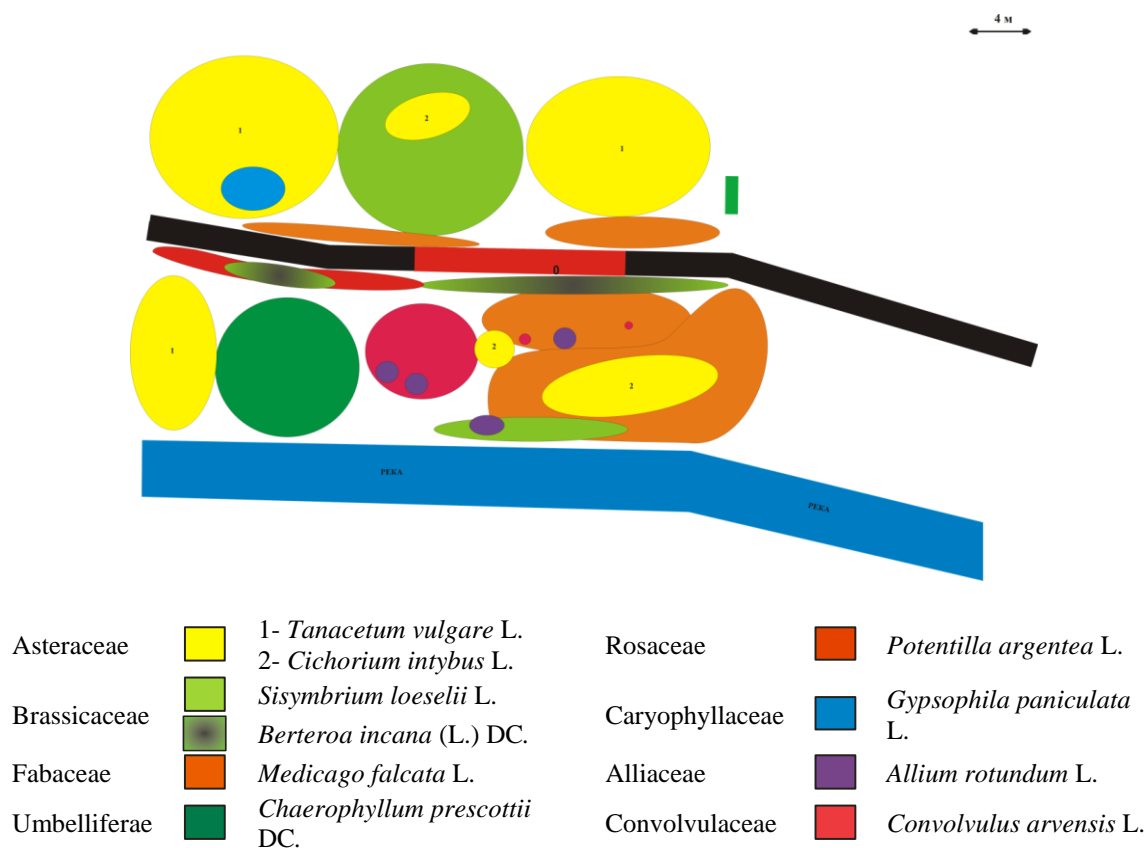 4 м
1
2
1
0
1
2
2
РЕКА
РЕКА
Asteraceae
1- Tanacetum vulgare L.
2- Cichorium intybus L.
Brassicaceae
Sisymbrium loeselii L.
Berteroa incana (L.) DC.
Fabaceae
Medicago falcata L.
Umbelliferae
Chaerophyllum prescottii
DC.
Rosaceae
Potentilla argentea L.
Caryophyllaceae
Gypsophila paniculata
L.
Alliaceae
Allium rotundum L.
Convolvulaceae
Convolvulus arvensis L.